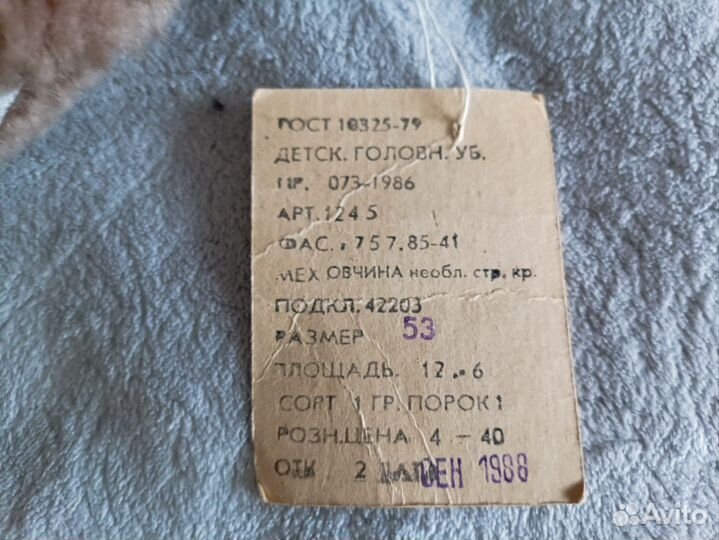 ГОСТ 10325-79
ДЕТСК. ГОЛОВН. УБ.
ПР. 073-1986
АРТ. 1245
ФАС. 757.85-41
МЕХ ОВЧИНА необл. стр. кр.
ПОДКЛ. 42203
РАЗМЕР 53
ПЛОЩАДЬ. 12.6
СОРТ 1 ГР. ПОРОК 1
РОЗН.ЦЕНА 4 - 40
ОТК 2 СЕН 1988
Avito